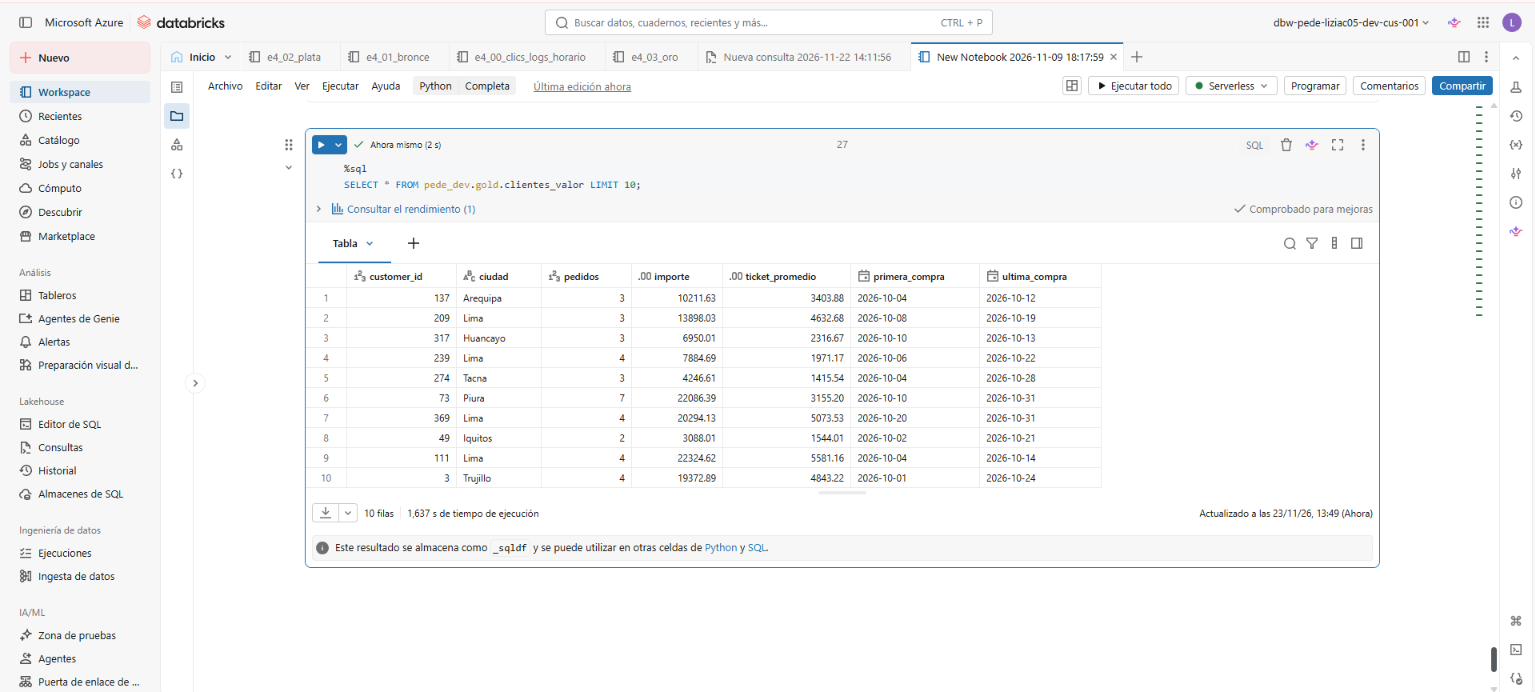 Microsoft Azure databricks
Buscar datos, cuadernos, recientes y más... CTRL + P
dbw-pede-liziac05-dev-cus-001 L
Nuevo
Workspace
Recientes
Catálogo
Jobs y canales
Cómputo
Descubrir
Marketplace
Análisis
Tableros
Agentes de Genie
Alertas
Preparación visual d...
Lakehouse
Editor de SQL
Consultas
Historial
Almacenes de SQL
Ingeniería de datos
Ejecuciones
Ingesta de datos
IA/ML
Zona de pruebas
Agentes
Puerta de enlace de ...
Inicio e4_02_plata e4_01_bronce e4_00_clics_logs_horario e4_03_oro Nueva consulta 2026-11-22 14:11:56 New Notebook 2026-11-09 18:17:59
Archivo Editar Ver Ejecutar Ayuda Python Completa Última edición ahora Ejecutar todo Serverless Programar Comentarios Compartir
Ahora mismo (2 s) 27 SQL
%sql
SELECT * FROM pede_dev.gold.clientes_valor LIMIT 10;
Consultar el rendimiento (1) Comprobado para mejoras
Tabla
customer_id ciudad pedidos .00 importe .00 ticket_promedio primera_compra ultima_compra
1 137 Arequipa 3 10211.63 3403.88 2026-10-04 2026-10-12
2 209 Lima 3 13898.03 4632.68 2026-10-08 2026-10-19
3 317 Huancayo 3 6950.01 2316.67 2026-10-10 2026-10-13
4 239 Lima 4 7884.69 1971.17 2026-10-06 2026-10-22
5 274 Tacna 3 4246.61 1415.54 2026-10-04 2026-10-28
6 73 Piura 7 22086.39 3155.20 2026-10-10 2026-10-31
7 369 Lima 4 20294.13 5073.53 2026-10-20 2026-10-31
8 49 Iquitos 2 3088.01 1544.01 2026-10-02 2026-10-21
9 111 Lima 4 22324.62 5581.16 2026-10-04 2026-10-14
10 3 Trujillo 4 19372.89 4843.22 2026-10-01 2026-10-24
10 filas 1,637 s de tiempo de ejecución Actualizado a las 23/11/26, 13:49 (Ahora)
Este resultado se almacena como _sqldf y se puede utilizar en otras celdas de Python y SQL.